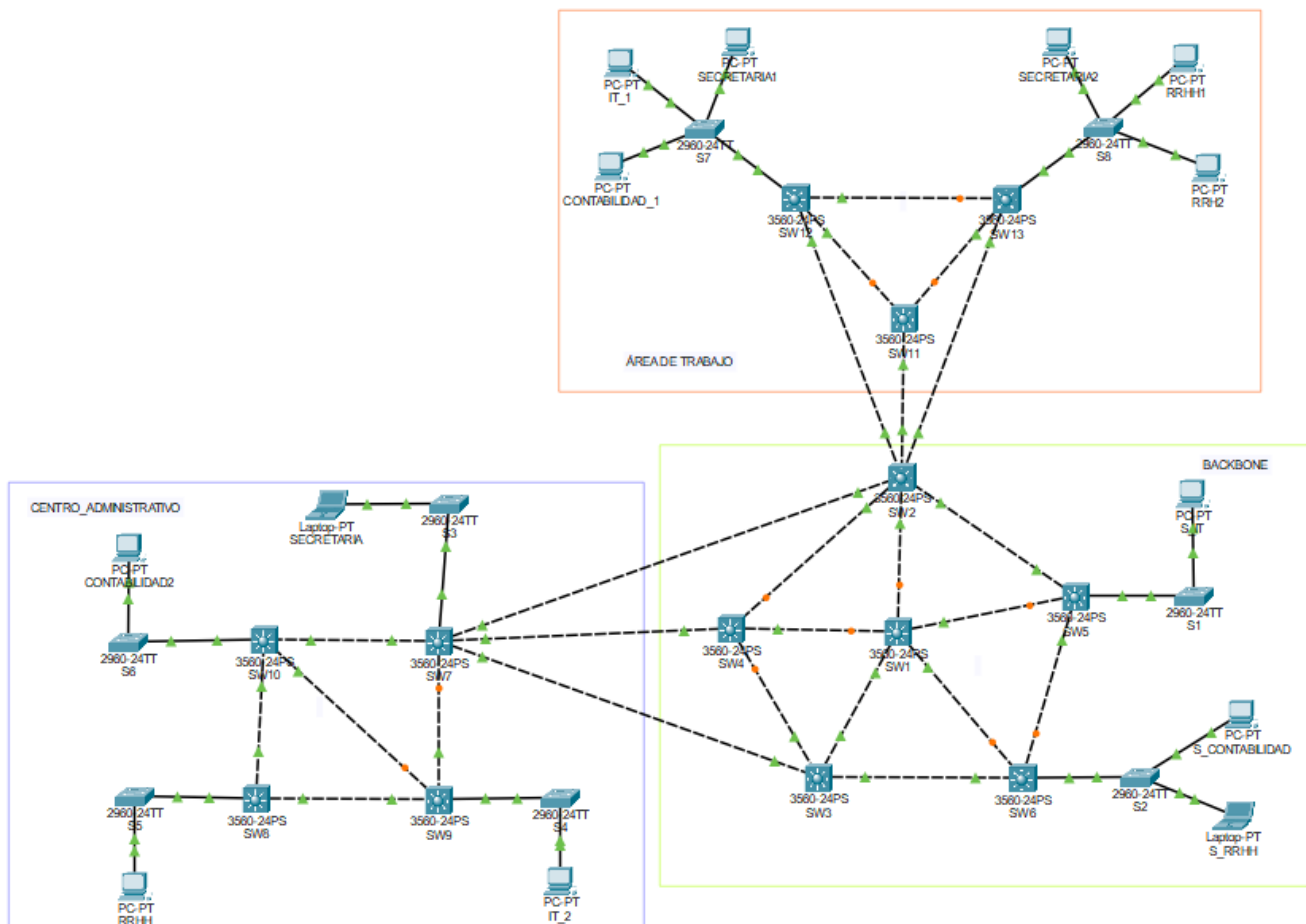 PC-PT
SECRETARIA1
PC-PT
SECRETARIA2
PC-PT
IT_1
PC-PT
RRHH1
2960-24TT
S7
2960-24TT
S8
PC-PT
CONTABILIDAD_1
PC-PT
RRH2
3560-24PS
SW12
3560-24PS
SW13
3560-24PS
SW11
ÁREA DE TRABAJO
BACKBONE
3560-24PS
SW2
CENTRO_ADMINISTRATIVO
Laptop-PT
SECRETARIA
2960-24TT
S3
PC-PT
PC-PT
CONTABILIDAD2
2960-24TT
S1
3560-24PS
SW5
2960-24TT
S6
3560-24PS
SW10
3560-24PS
SW7
3560-24PS
SW4
3560-24PS
SW1
PC-PT
S_CONTABILIDAD
2960-24TT
S5
3560-24PS
SW8
3560-24PS
SW9
2960-24TT
S4
3560-24PS
SW3
3560-24PS
SW6
2960-24TT
S2
Laptop-PT
S_RRHH
PC-PT
RRHH
PC-PT
IT_2